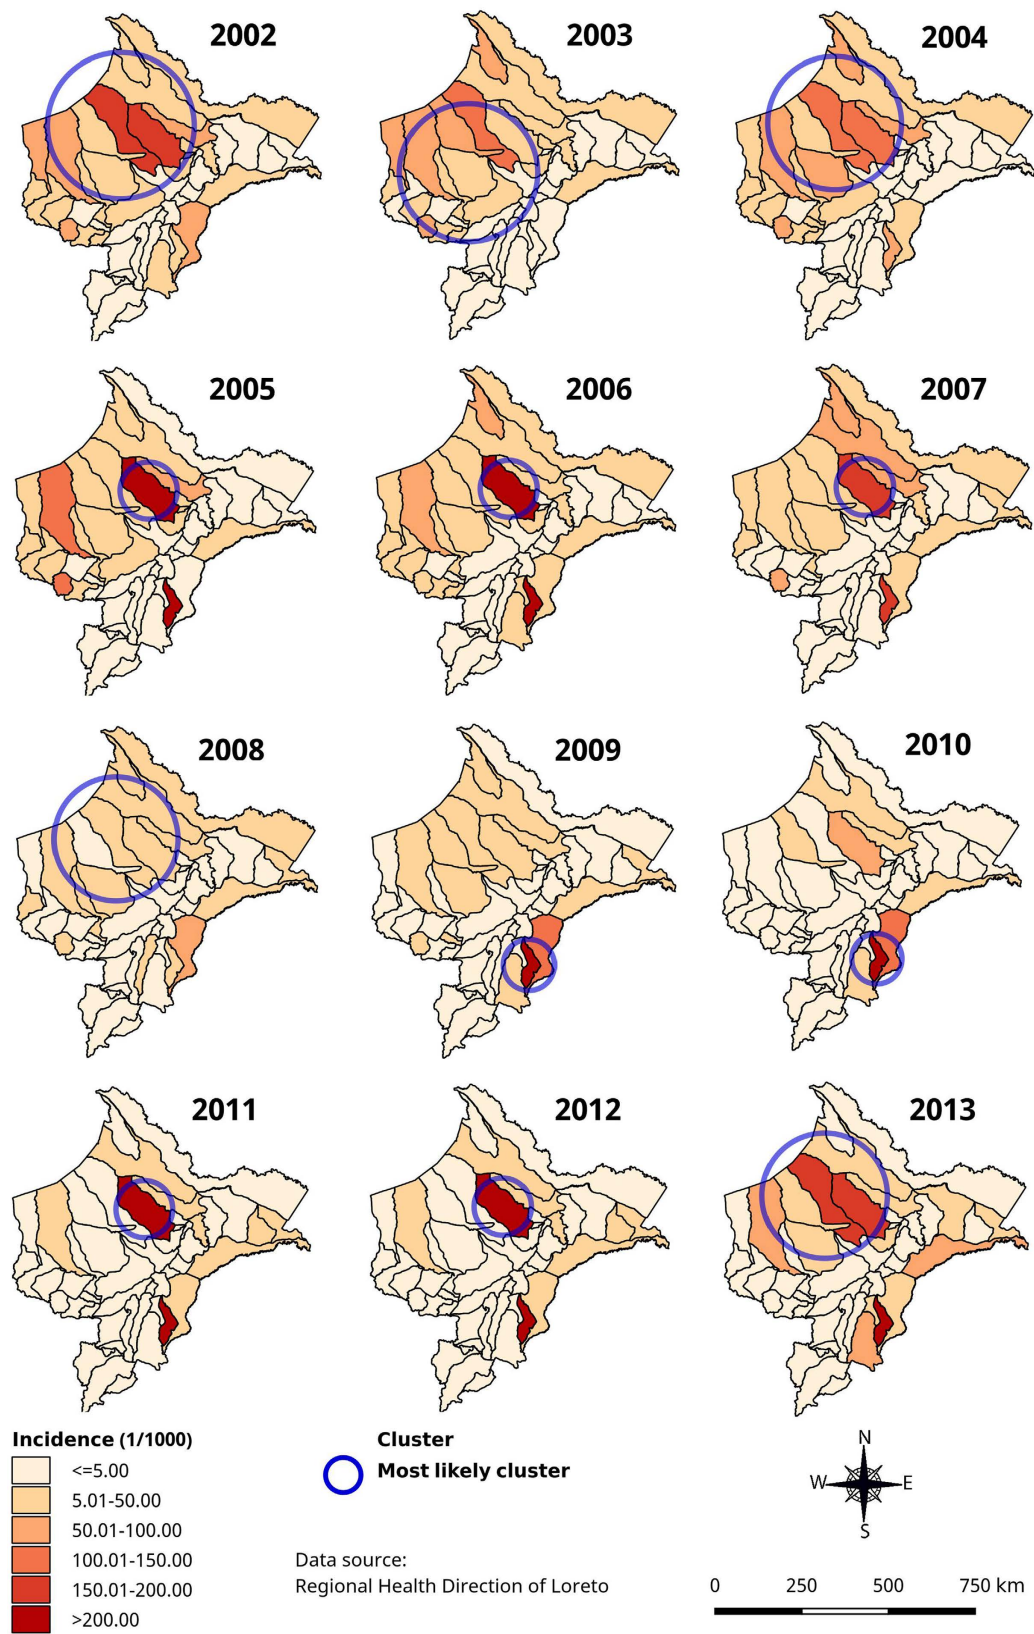 2002
2003
2004
2005
2006
2007
2008
2009
2010
2011
2012
2013
Incidence (1/1000)
<=5.00
5.01-50.00
50.01-100.00
100.01-150.00
150.01-200.00
>200.00
Cluster
Most likely cluster
Data source:
Regional Health Direction of Loreto
N
W E
S
0 250 500 750 km